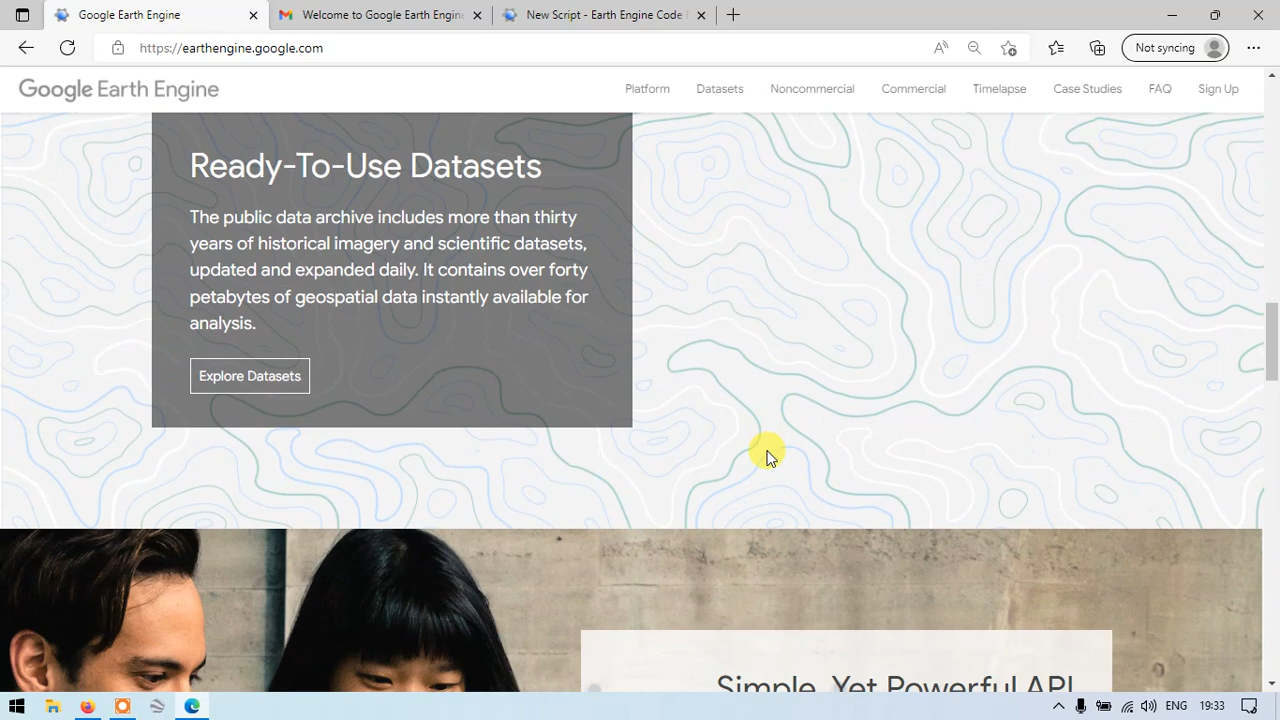 Google Earth Engine
Welcome to Google Earth Engine
New Script - Earth Engine Code E
https://earthengine.google.com
Not syncing
Google Earth Engine
Platform
Datasets
Noncommercial
Commercial
Timelapse
Case Studies
FAQ
Sign Up
Ready-To-Use Datasets
The public data archive includes more than thirty
years of historical imagery and scientific datasets,
updated and expanded daily. It contains over forty
petabytes of geospatial data instantly available for
analysis.
Explore Datasets
Simple, Yet Powerful API
ENG
19:33